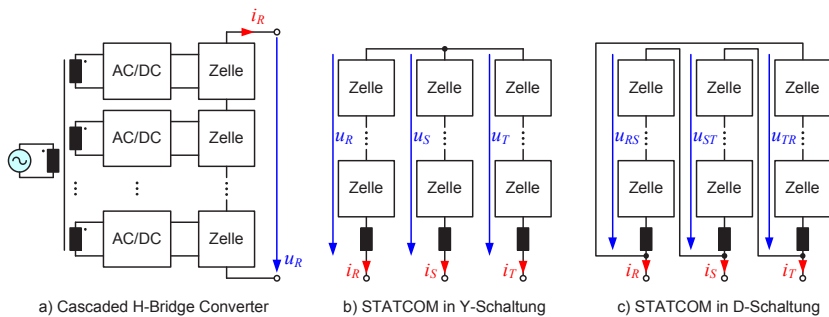 i_R
AC/DC
Zelle
AC/DC
Zelle
AC/DC
Zelle
u_R
a) Cascaded H-Bridge Converter
Zelle
Zelle
Zelle
u_R
u_S
u_T
Zelle
Zelle
Zelle
i_R
i_S
i_T
b) STATCOM in Y-Schaltung
Zelle
Zelle
Zelle
u_RS
u_ST
u_TR
Zelle
Zelle
Zelle
i_R
i_S
i_T
c) STATCOM in D-Schaltung